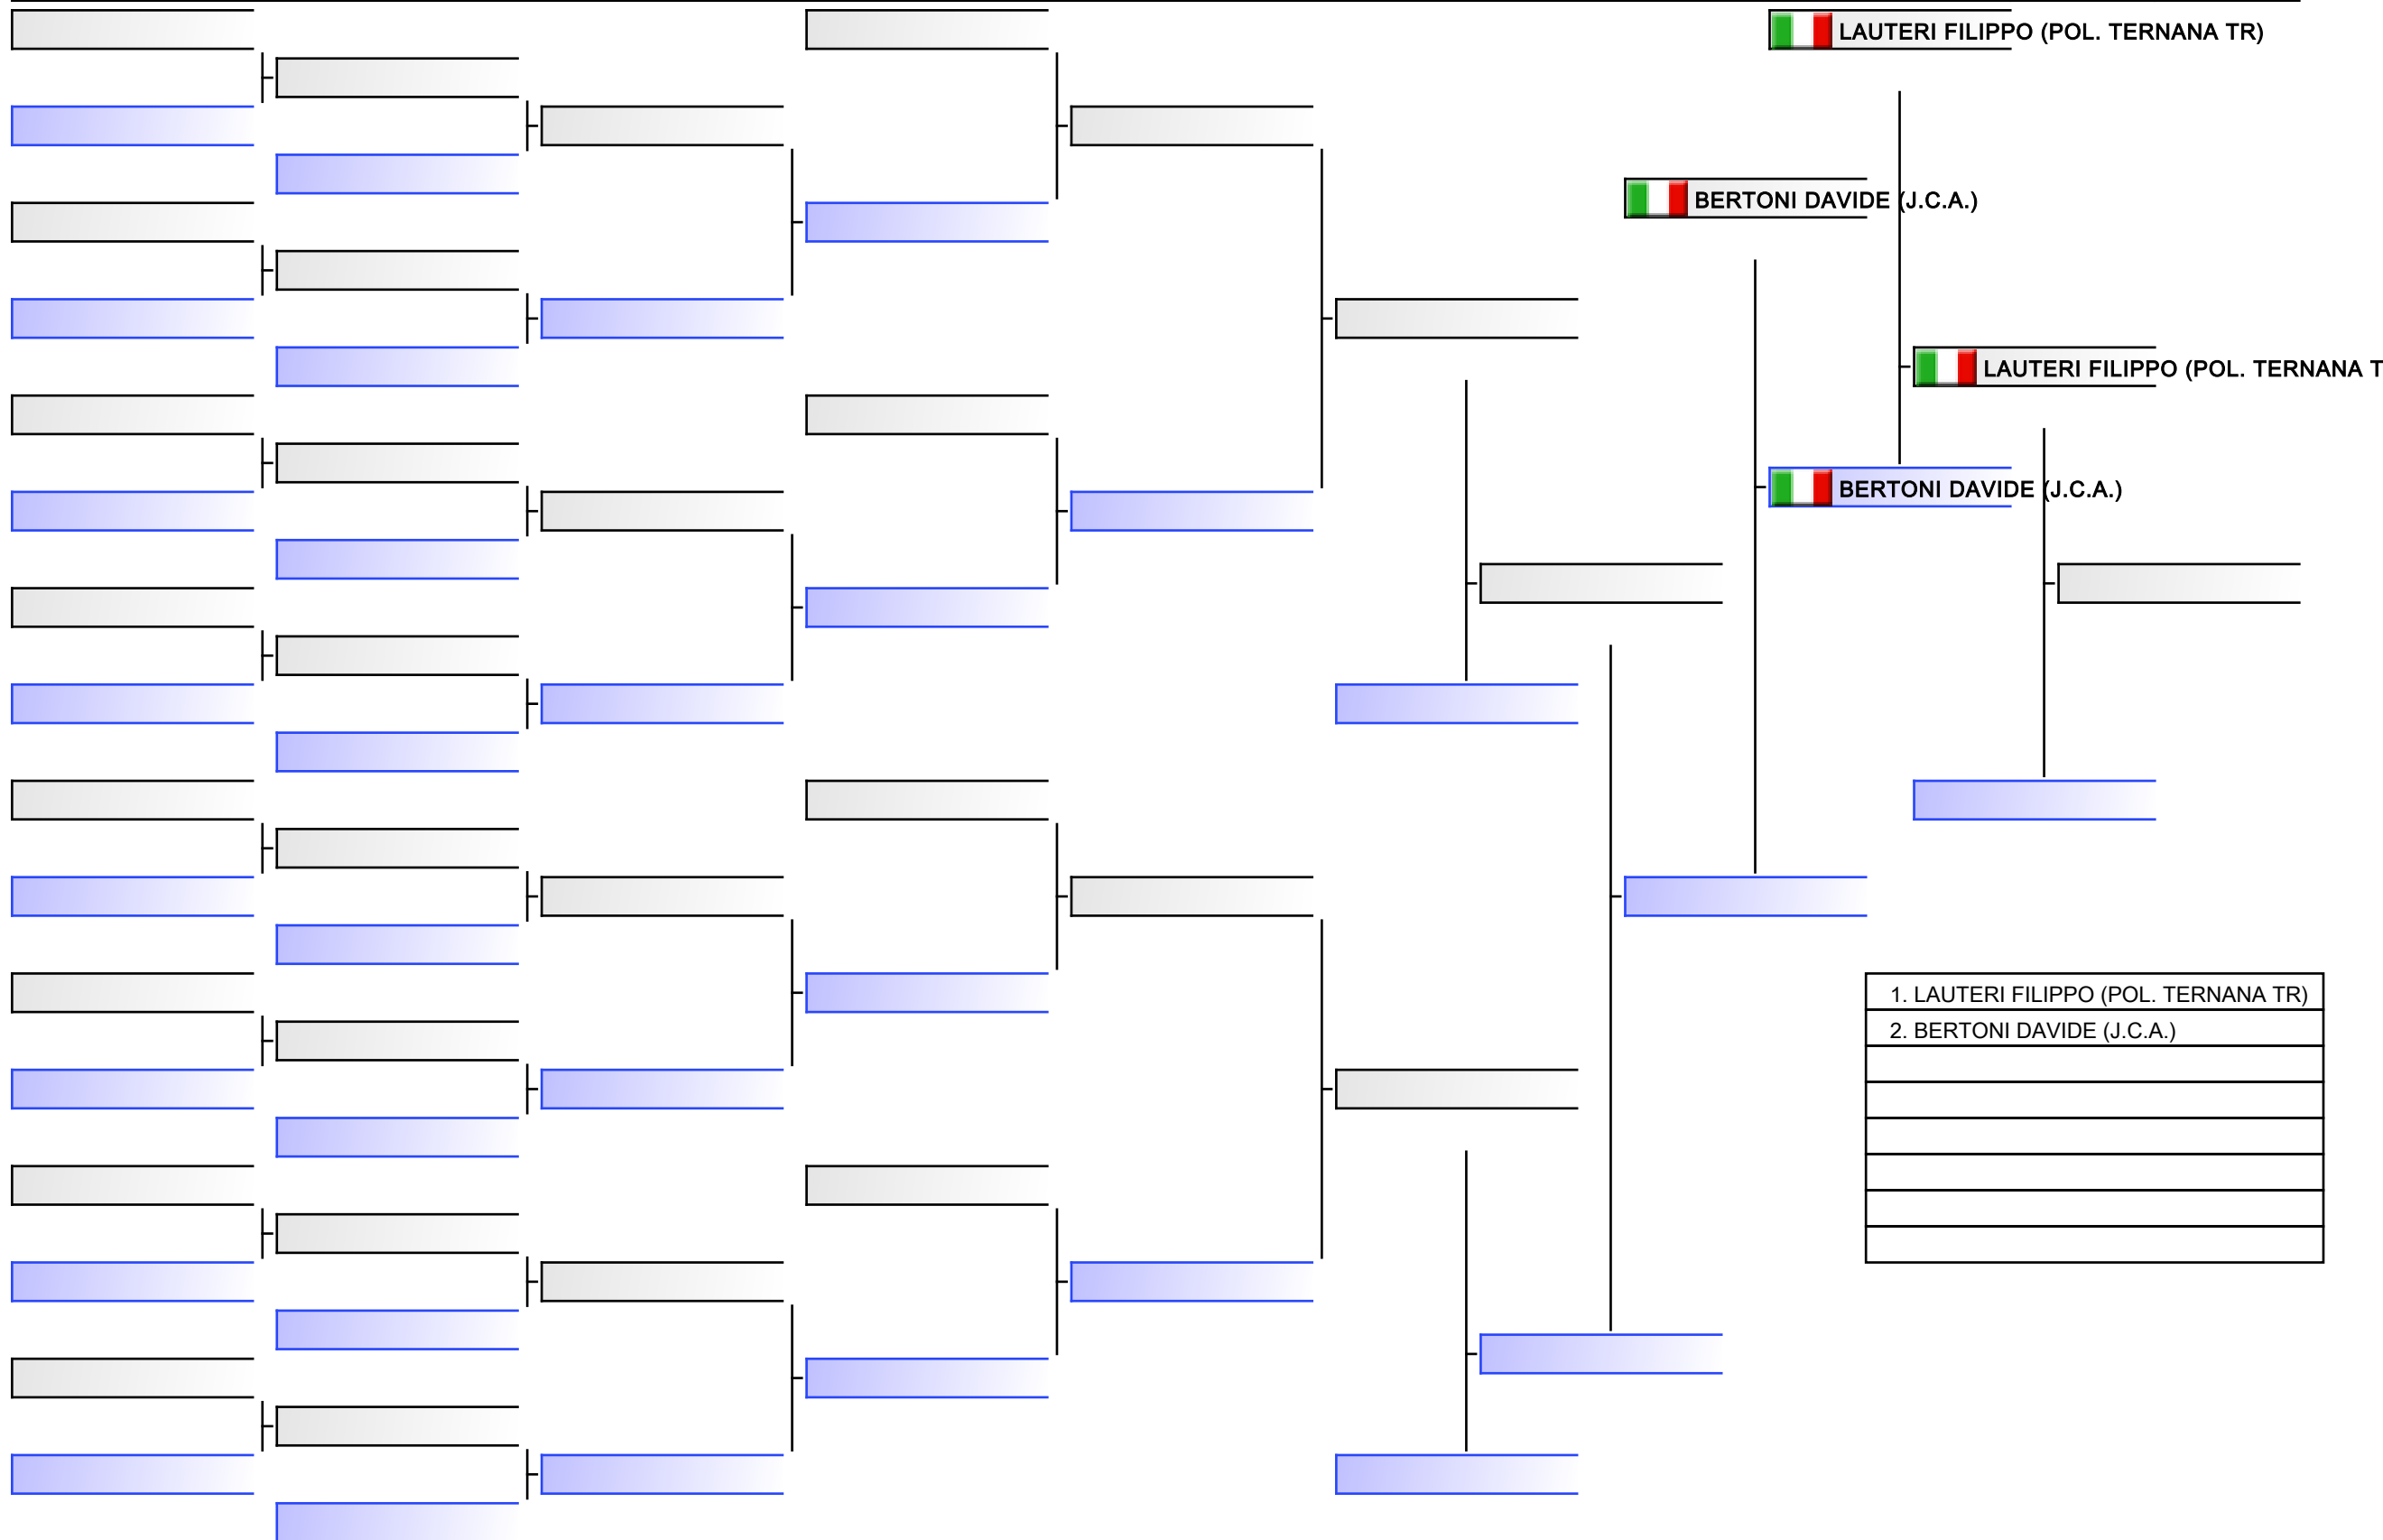 LAUTERI FILIPPO (POL. TERNANA TR)
BERTONI DAVIDE (J.C.A.)
LAUTERI FILIPPO (POL. TERNANA T
BERTONI DAVIDE (J.C.A.)
1. LAUTERI FILIPPO (POL. TERNANA TR)
2. BERTONI DAVIDE (J.C.A.)